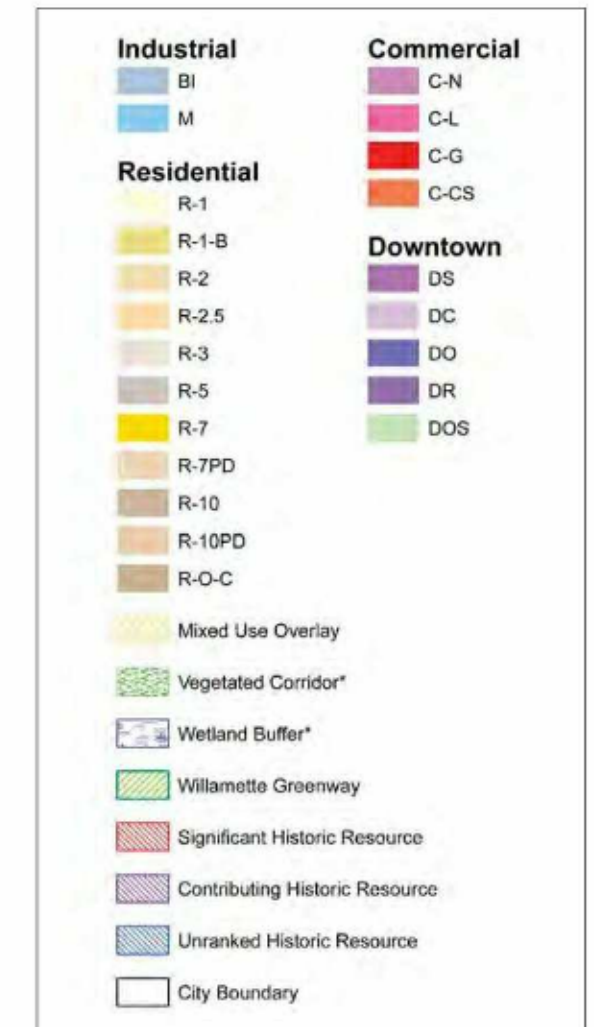 Industrial
BI
M
Residential
R-1
R-1-B
R-2
R-2.5
R-3
R-5
R-7
R-7PD
R-10
R-10PD
R-O-C
Mixed Use Overlay
Vegetated Corridor*
Wetland Buffer*
Willamette Greenway
Significant Historic Resource
Contributing Historic Resource
Unranked Historic Resource
City Boundary
Commercial
C-N
C-L
C-G
C-CS
Downtown
DS
DC
DO
DR
DOS